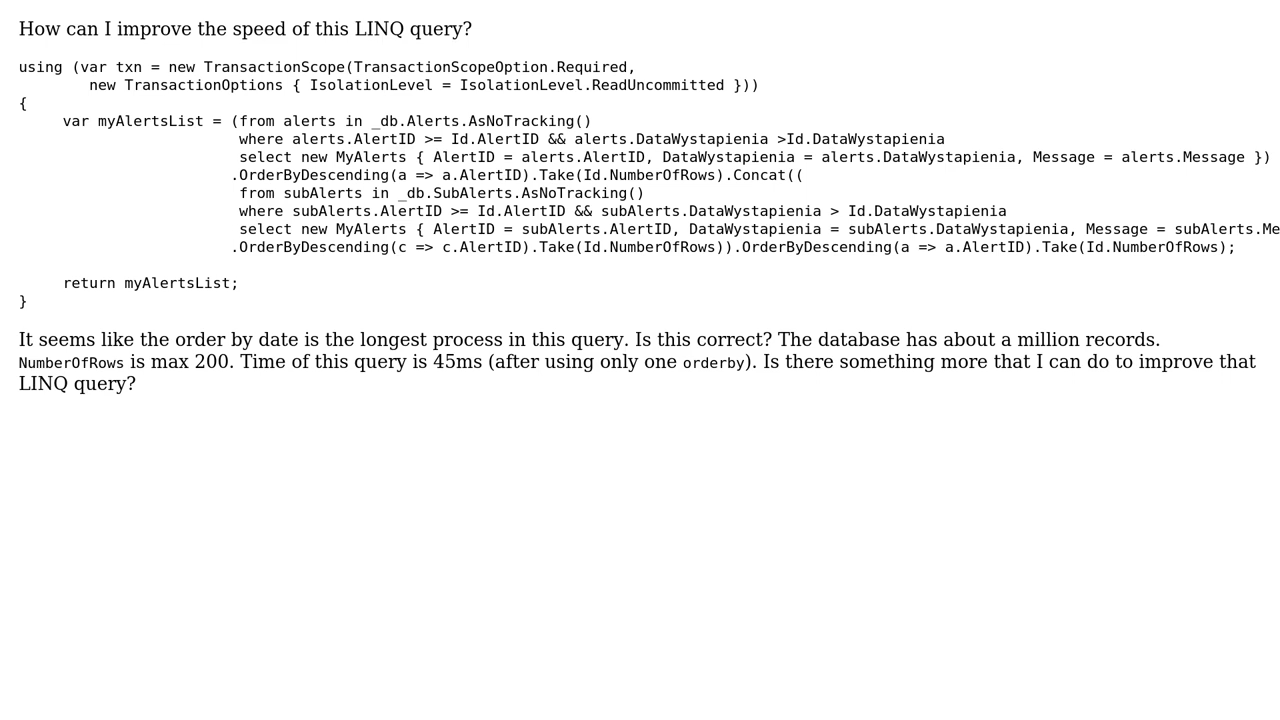 How can I improve the speed of this LINQ query?
using (var txn = new TransactionScope(TransactionScopeOption.Required,
        new TransactionOptions { IsolationLevel = IsolationLevel.ReadUncommitted }))
{
     var myAlertsList = (from alerts in _db.Alerts.AsNoTracking()
                         where alerts.AlertID >= Id.AlertID && alerts.DataWystapienia >Id.DataWystapienia
                         select new MyAlerts { AlertID = alerts.AlertID, DataWystapienia = alerts.DataWystapienia, Message = alerts.Message })
                        .OrderByDescending(a => a.AlertID).Take(Id.NumberOfRows).Concat((
                         from subAlerts in _db.SubAlerts.AsNoTracking()
                         where subAlerts.AlertID >= Id.AlertID && subAlerts.DataWystapienia > Id.DataWystapienia
                         select new MyAlerts { AlertID = subAlerts.AlertID, DataWystapienia = subAlerts.DataWystapienia, Message = subAlerts.Me
                        .OrderByDescending(c => c.AlertID).Take(Id.NumberOfRows)).OrderByDescending(a => a.AlertID).Take(Id.NumberOfRows);
     return myAlertsList;
}
It seems like the order by date is the longest process in this query. Is this correct? The database has about a million records.
NumberOfRows is max 200. Time of this query is 45ms (after using only one orderby). Is there something more that I can do to improve that
LINQ query?